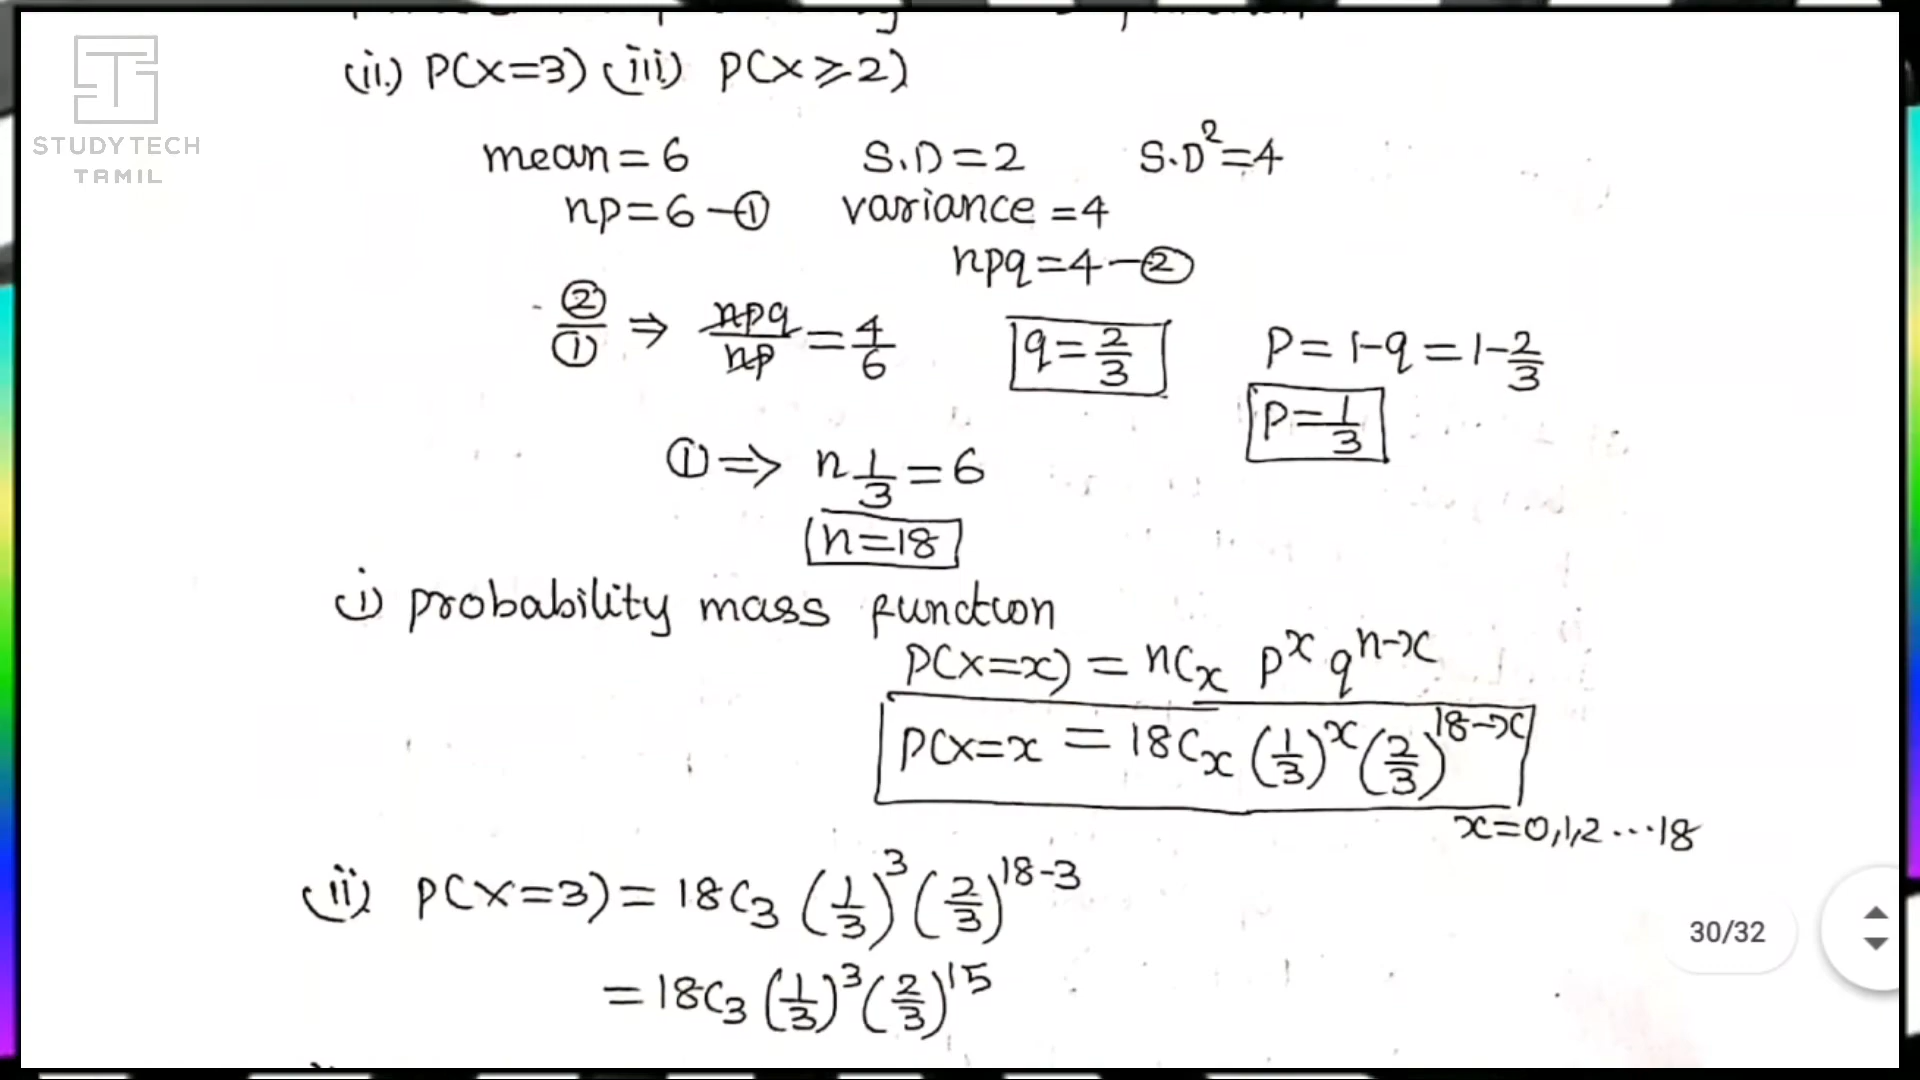 (ii) P(X=3) (iii) P(X≥2)
STUDYTECH
TAMIL
mean = 6 S.D = 2 S.D²=4
np = 6 — ① variance = 4
npq = 4 — ②
②/① ⇒ npq/np = 4/6 q = 2/3 P = 1-q = 1-2/3
P = 1/3
① ⇒ n 1/3 = 6
n = 18
i) probability mass function
P(X=x) = nCx p^x q^(n-x)
P(X=x = 18Cx (1/3)^x (2/3)^(18-x)
x=0,1,2...18
(ii) P(X=3) = 18C3 (1/3)^3 (2/3)^(18-3)
30/32
= 18C3 (1/3)^3 (2/3)^15